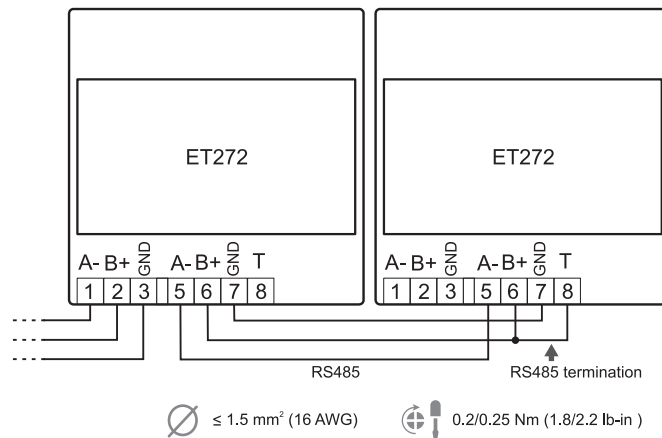 ET272 ET272
A- B+ GND A- B+ GND T A- B+ GND A- B+ GND T
1 2 3 5 6 7 8 1 2 3 5 6 7 8
RS485 RS485 termination
≤ 1.5 mm² (16 AWG) 0.2/0.25 Nm (1.8/2.2 lb-in )